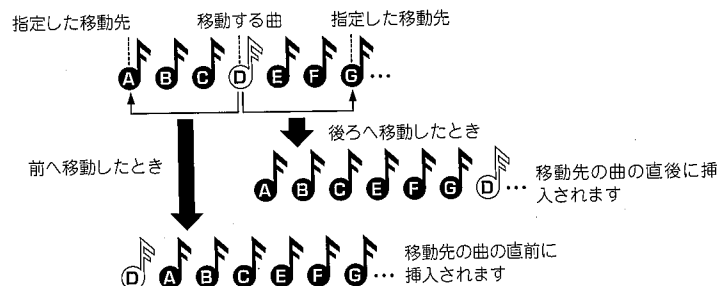 指定した移動先 移動する曲 指定した移動先
A B C D E F G …
後ろへ移動したとき
前へ移動したとき
A B C E F G D … 移動先の曲の直後に挿
入されます
D A B C E F G … 移動先の曲の直前に
挿入されます